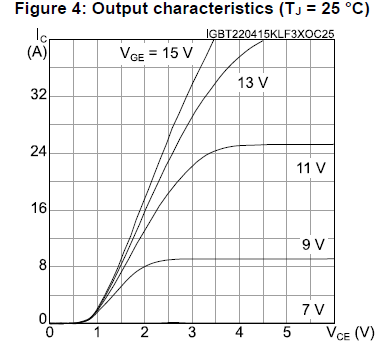 Figure 4: Output characteristics (TJ = 25 °C)
IC
(A)
IGBT220415KLF3XOC25
VGE = 15 V
13 V
32
24
11 V
16
9 V
8
7 V
0
0 1 2 3 4 5 VCE (V)